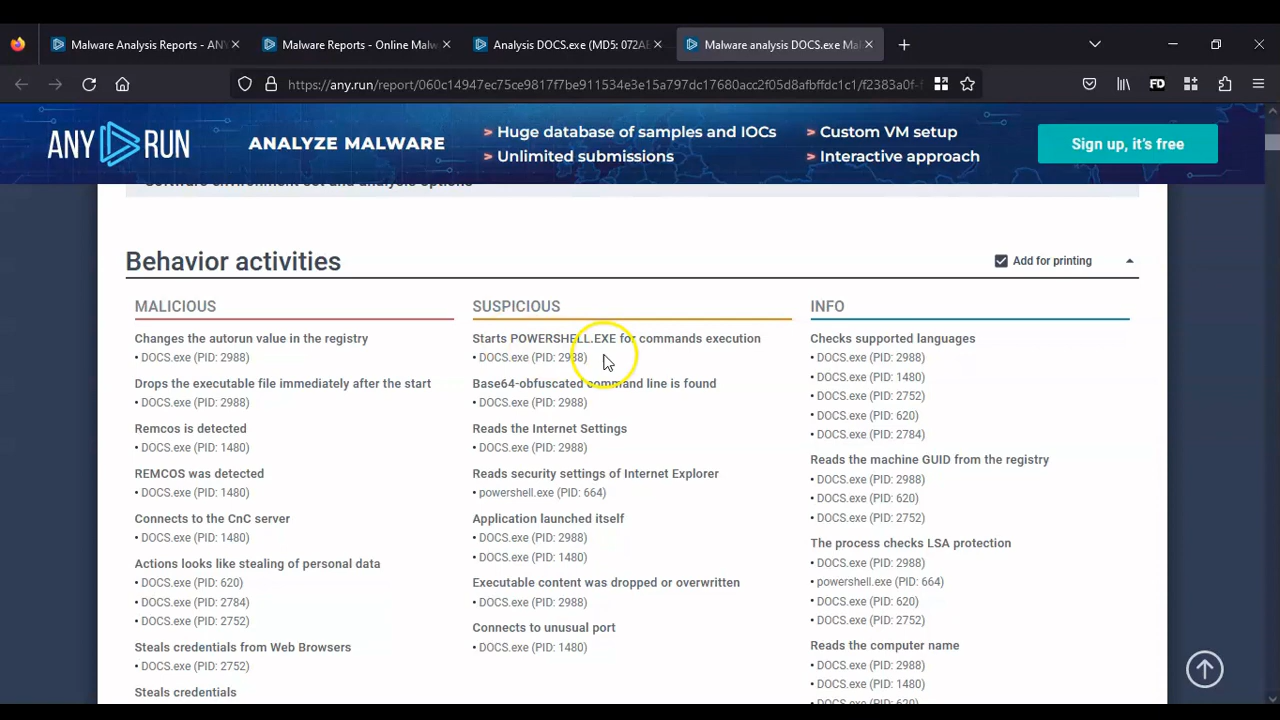 Malware Analysis Reports - ANY
Malware Reports - Online Malw
Analysis DOCS.exe (MD5: 072AE
Malware analysis DOCS.exe Mal
https://any.run/report/060c14947ec75ce9817f7be911534e3e15a797dc17680acc2f05d8afbffdc1c1/f2383a0f-f
FD
ANY RUN
ANALYZE MALWARE
Huge database of samples and IOCs
Unlimited submissions
Custom VM setup
Interactive approach
Sign up, it's free
Software environment set and analysis options
Behavior activities
Add for printing
MALICIOUS
Changes the autorun value in the registry
• DOCS.exe (PID: 2988)
Drops the executable file immediately after the start
• DOCS.exe (PID: 2988)
Remcos is detected
• DOCS.exe (PID: 1480)
REMCOS was detected
• DOCS.exe (PID: 1480)
Connects to the CnC server
• DOCS.exe (PID: 1480)
Actions looks like stealing of personal data
• DOCS.exe (PID: 620)
• DOCS.exe (PID: 2784)
• DOCS.exe (PID: 2752)
Steals credentials from Web Browsers
• DOCS.exe (PID: 2752)
Steals credentials
SUSPICIOUS
Starts POWERSHELL.EXE for commands execution
• DOCS.exe (PID: 2988)
Base64-obfuscated command line is found
• DOCS.exe (PID: 2988)
Reads the Internet Settings
• DOCS.exe (PID: 2988)
Reads security settings of Internet Explorer
• powershell.exe (PID: 664)
Application launched itself
• DOCS.exe (PID: 2988)
• DOCS.exe (PID: 1480)
Executable content was dropped or overwritten
• DOCS.exe (PID: 2988)
Connects to unusual port
• DOCS.exe (PID: 1480)
INFO
Checks supported languages
• DOCS.exe (PID: 2988)
• DOCS.exe (PID: 1480)
• DOCS.exe (PID: 2752)
• DOCS.exe (PID: 620)
• DOCS.exe (PID: 2784)
Reads the machine GUID from the registry
• DOCS.exe (PID: 2988)
• DOCS.exe (PID: 620)
• DOCS.exe (PID: 2752)
The process checks LSA protection
• DOCS.exe (PID: 2988)
• powershell.exe (PID: 664)
• DOCS.exe (PID: 620)
• DOCS.exe (PID: 2752)
Reads the computer name
• DOCS.exe (PID: 2988)
• DOCS.exe (PID: 1480)
• DOCS.exe (PID: 620)